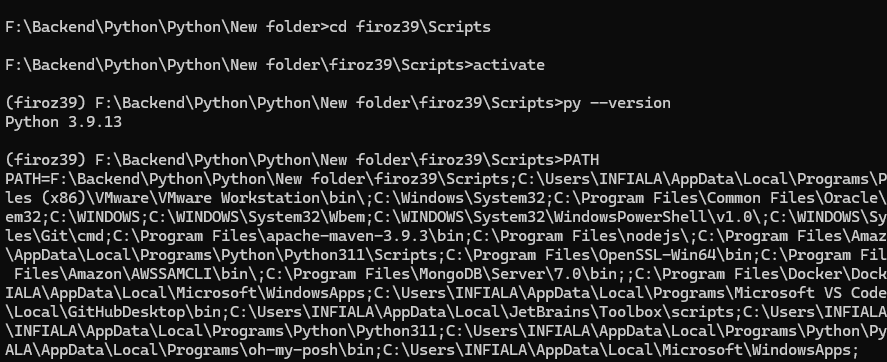 F:\Backend\Python\Python\New folder>cd firoz39\Scripts
F:\Backend\Python\Python\New folder\firoz39\Scripts>activate
(firoz39) F:\Backend\Python\Python\New folder\firoz39\Scripts>py --version
Python 3.9.13
(firoz39) F:\Backend\Python\Python\New folder\firoz39\Scripts>PATH
PATH=F:\Backend\Python\Python\New folder\firoz39\Scripts;C:\Users\INFIALA\AppData\Local\Programs\P
les (x86)\VMware\VMware Workstation\bin\;C:\Windows\System32;C:\Program Files\Common Files\Oracle\
em32;C:\WINDOWS;C:\WINDOWS\System32\Wbem;C:\WINDOWS\System32\WindowsPowerShell\v1.0\;C:\WINDOWS\Sy
les\Git\cmd;C:\Program Files\apache-maven-3.9.3\bin;C:\Program Files\nodejs\;C:\Program Files\Amaz
\AppData\Local\Programs\Python\Python311\Scripts;C:\Program Files\OpenSSL-Win64\bin;C:\Program Fil
Files\Amazon\AWSSAMCLI\bin\;C:\Program Files\MongoDB\Server\7.0\bin;;C:\Program Files\Docker\Dock
IALA\AppData\Local\Microsoft\WindowsApps;C:\Users\INFIALA\AppData\Local\Programs\Microsoft VS Code
\Local\GitHubDesktop\bin;C:\Users\INFIALA\AppData\Local\JetBrains\Toolbox\scripts;C:\Users\INFIALA
\INFIALA\AppData\Local\Programs\Python\Python311;C:\Users\INFIALA\AppData\Local\Programs\Python\Py
ALA\AppData\Local\Programs\oh-my-posh\bin;C:\Users\INFIALA\AppData\Local\Microsoft\WindowsApps;